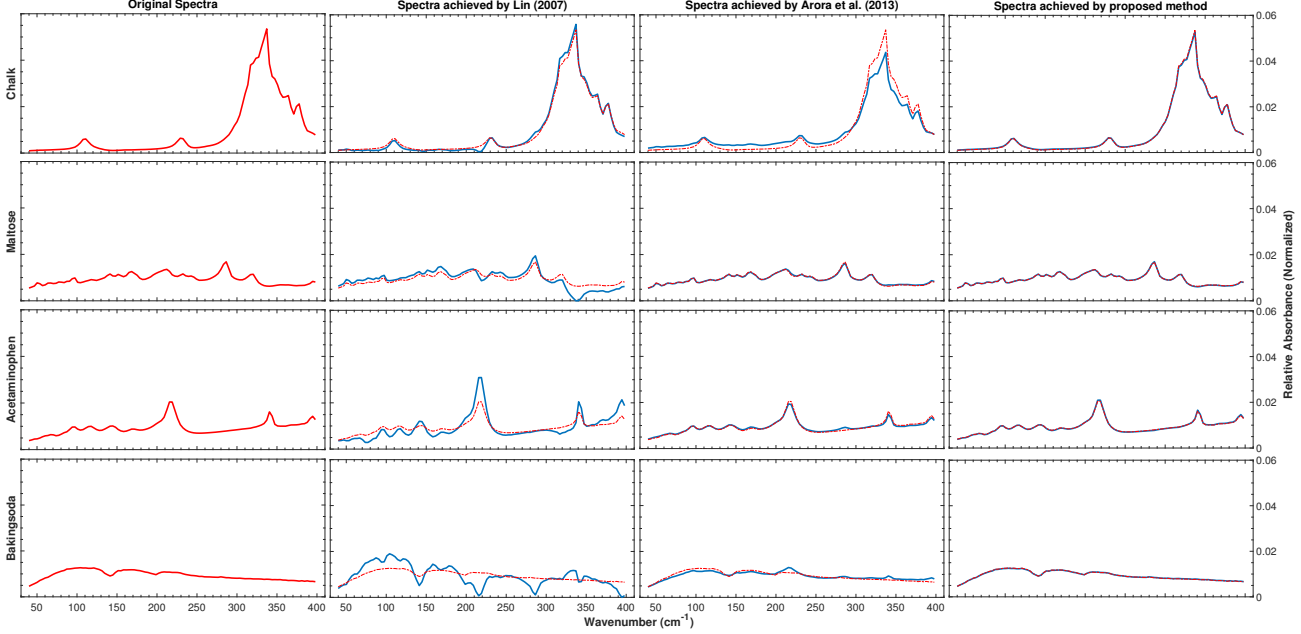 Original Spectra
Spectra achieved by Lin (2007)
Spectra achieved by Arora et al. (2013)
Spectra achieved by proposed method
Chalk
0.06
0.04
0.02
0
Maltose
0.06
0.04
0.02
0
Acetaminophen
0.06
0.04
0.02
0
Bakingsoda
0.06
0.04
0.02
0
Relative Absorbance (Normalized)
50 100 150 200 250 300 350 400
50 100 150 200 250 300 350 400
50 100 150 200 250 300 350 400
Wavenumber (cm-1)